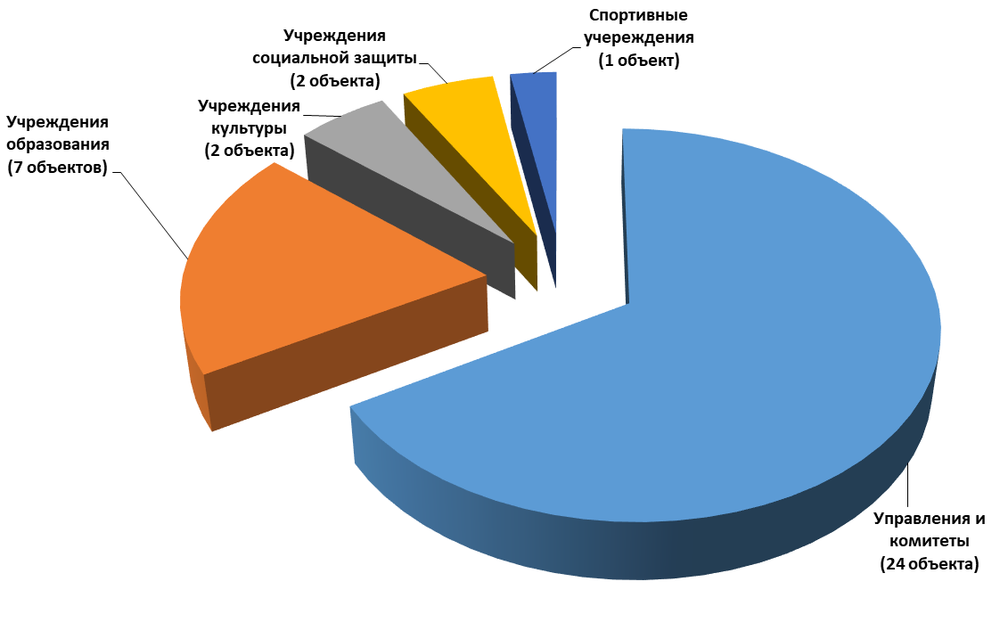 Спортивные
учереждения
(1 объект)
Учреждения
социальной защиты
(2 объекта)
Учреждения
культуры
(2 объекта)
Учреждения
образования
(7 объектов)
Управления и
комитеты
(24 объекта)